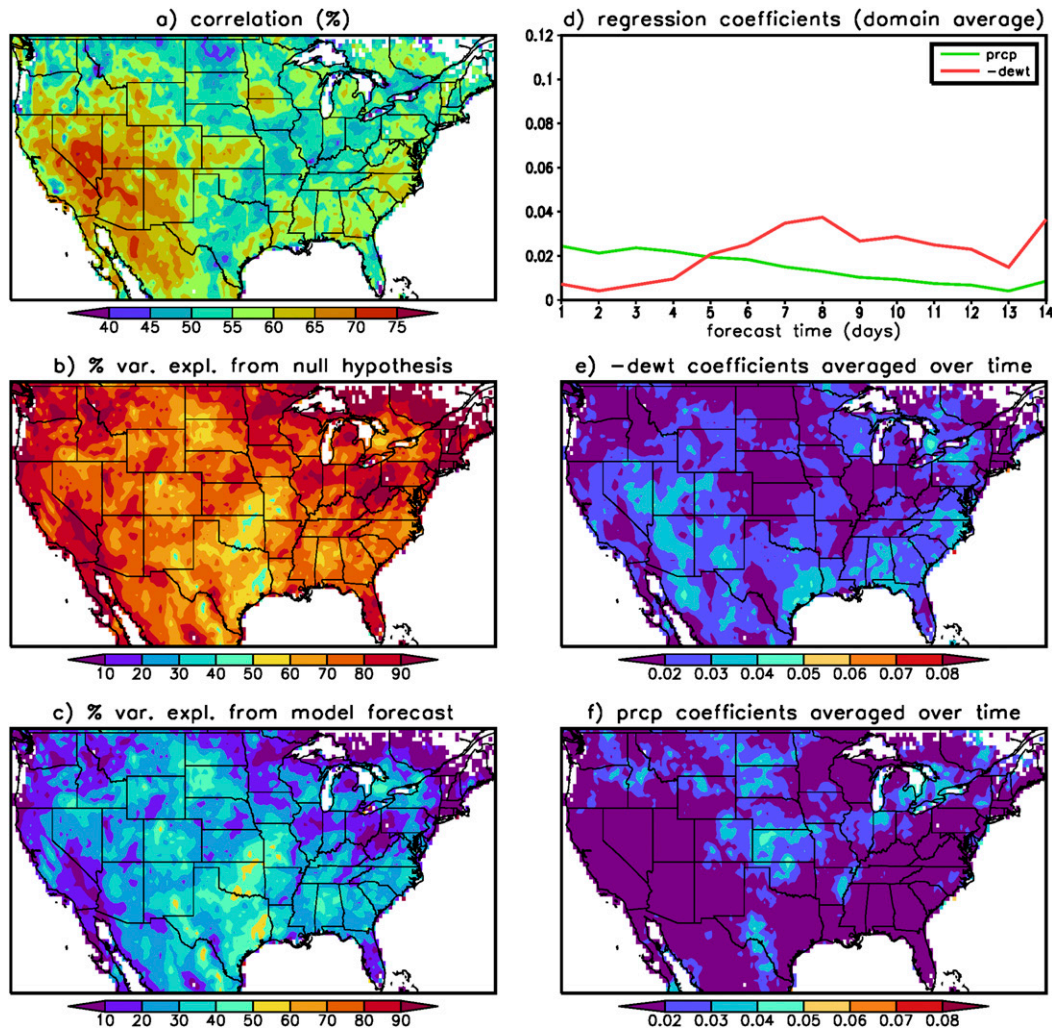 a) correlation (%)
40 45 50 55 60 65 70 75
b) % var. expl. from null hypothesis
10 20 30 40 50 60 70 80 90
c) % var. expl. from model forecast
10 20 30 40 50 60 70 80 90
d) regression coefficients (domain average)
0.12
0.1
0.08
0.06
0.04
0.02
0
prcp
-dewt
1 2 3 4 5 6 7 8 9 10 11 12 13 14
forecast time (days)
e) -dewt coefficients averaged over time
0.02 0.03 0.04 0.05 0.06 0.07 0.08
f) prcp coefficients averaged over time
0.02 0.03 0.04 0.05 0.06 0.07 0.08